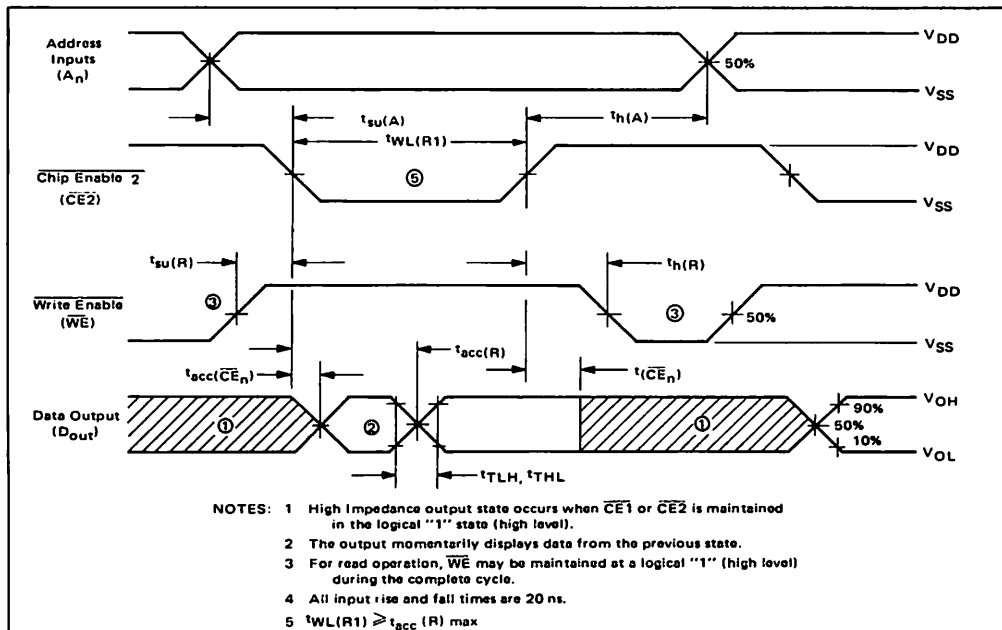 Address
Inputs
(An)
VDD
50%
VSS
tsu(A)
th(A)
tWL(R1)
Chip Enable 2
(CE2)
VDD
⑤
VSS
tsu(R)
th(R)
Write Enable
(WE)
③
③
VDD
50%
VSS
tacc(R)
tacc(CEn)
t(CEn)
Data Output
(Dout)
①
②
①
VOH
90%
50%
10%
VOL
tTLH, tTHL
NOTES: 1 High Impedance output state occurs when CE1 or CE2 is maintained
in the logical "1" state (high level).
2 The output momentarily displays data from the previous state.
3 For read operation, WE may be maintained at a logical "1" (high level)
during the complete cycle.
4 All input rise and fall times are 20 ns.
5 tWL(R1) ⩾ tacc (R) max